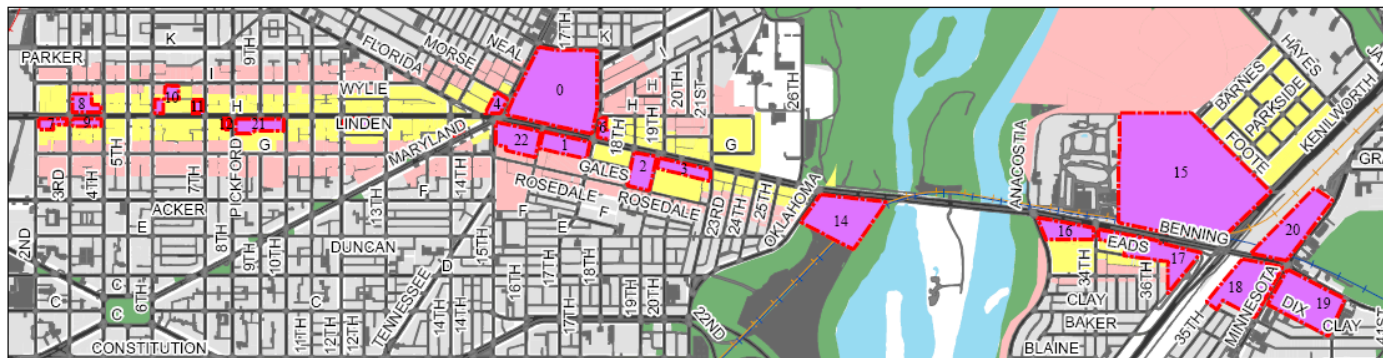 K
17TH
K
I
PARKER
9TH
FLORIDA
MORSE
NEAL
HAYES
BARNES
PARKSIDE
I
WYLIE
H
20TH
21ST
26TH
8
10
H
4
0
H
19TH
KENILWORTH
7
9
21
LINDEN
6
18TH
FOOTE
5TH
G
MARYLAND
22
1
G
GALES
2
3
ANACOSTIA
15
3RD
4TH
7TH
PICKFORD
13TH
F
14TH
ROSEDALE
ROSEDALE
23RD
24TH
25TH
OKLAHOMA
ACKER
E
F
F
E
14
16
EADS
BENNING
20
2ND
8TH
9TH
10TH
DUNCAN
15TH
16TH
17TH
18TH
34TH
36TH
17
D
C
C
C
C
6TH
TENNESSEE
14TH
14TH
19TH
20TH
22ND
CLAY
35TH
18
MINNESOTA
DIX
19
CLAY
11TH
12TH
12TH
17TH
BAKER
CONSTITUTION
BLAINE